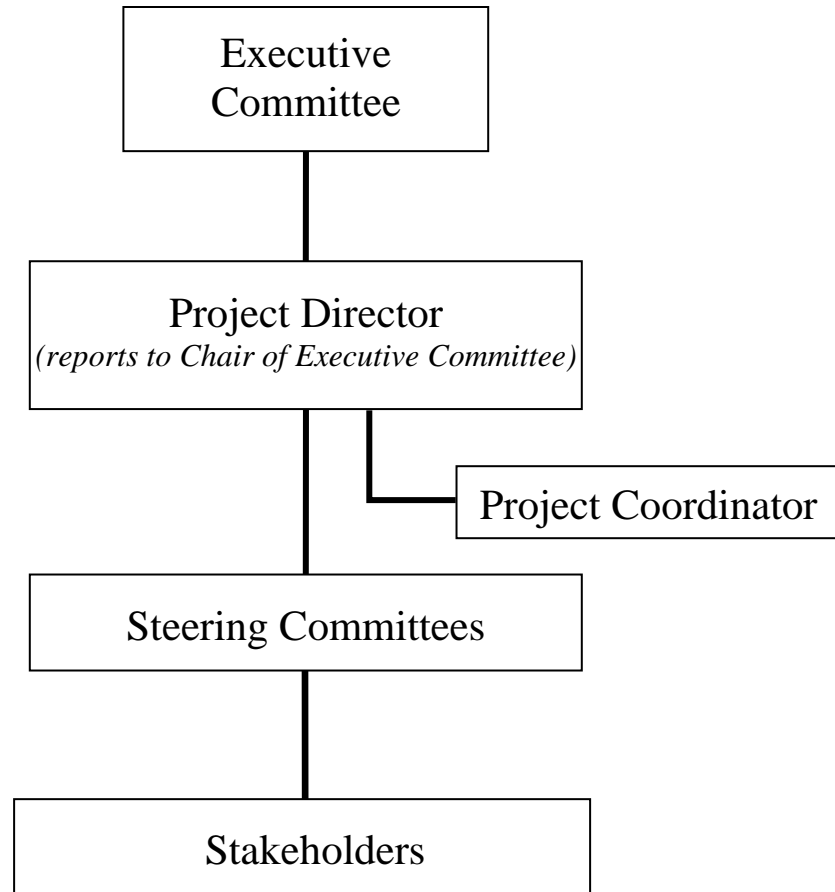 Executive
Committee
Project Director
(reports to Chair of Executive Committee)
Project Coordinator
Steering Committees
Stakeholders